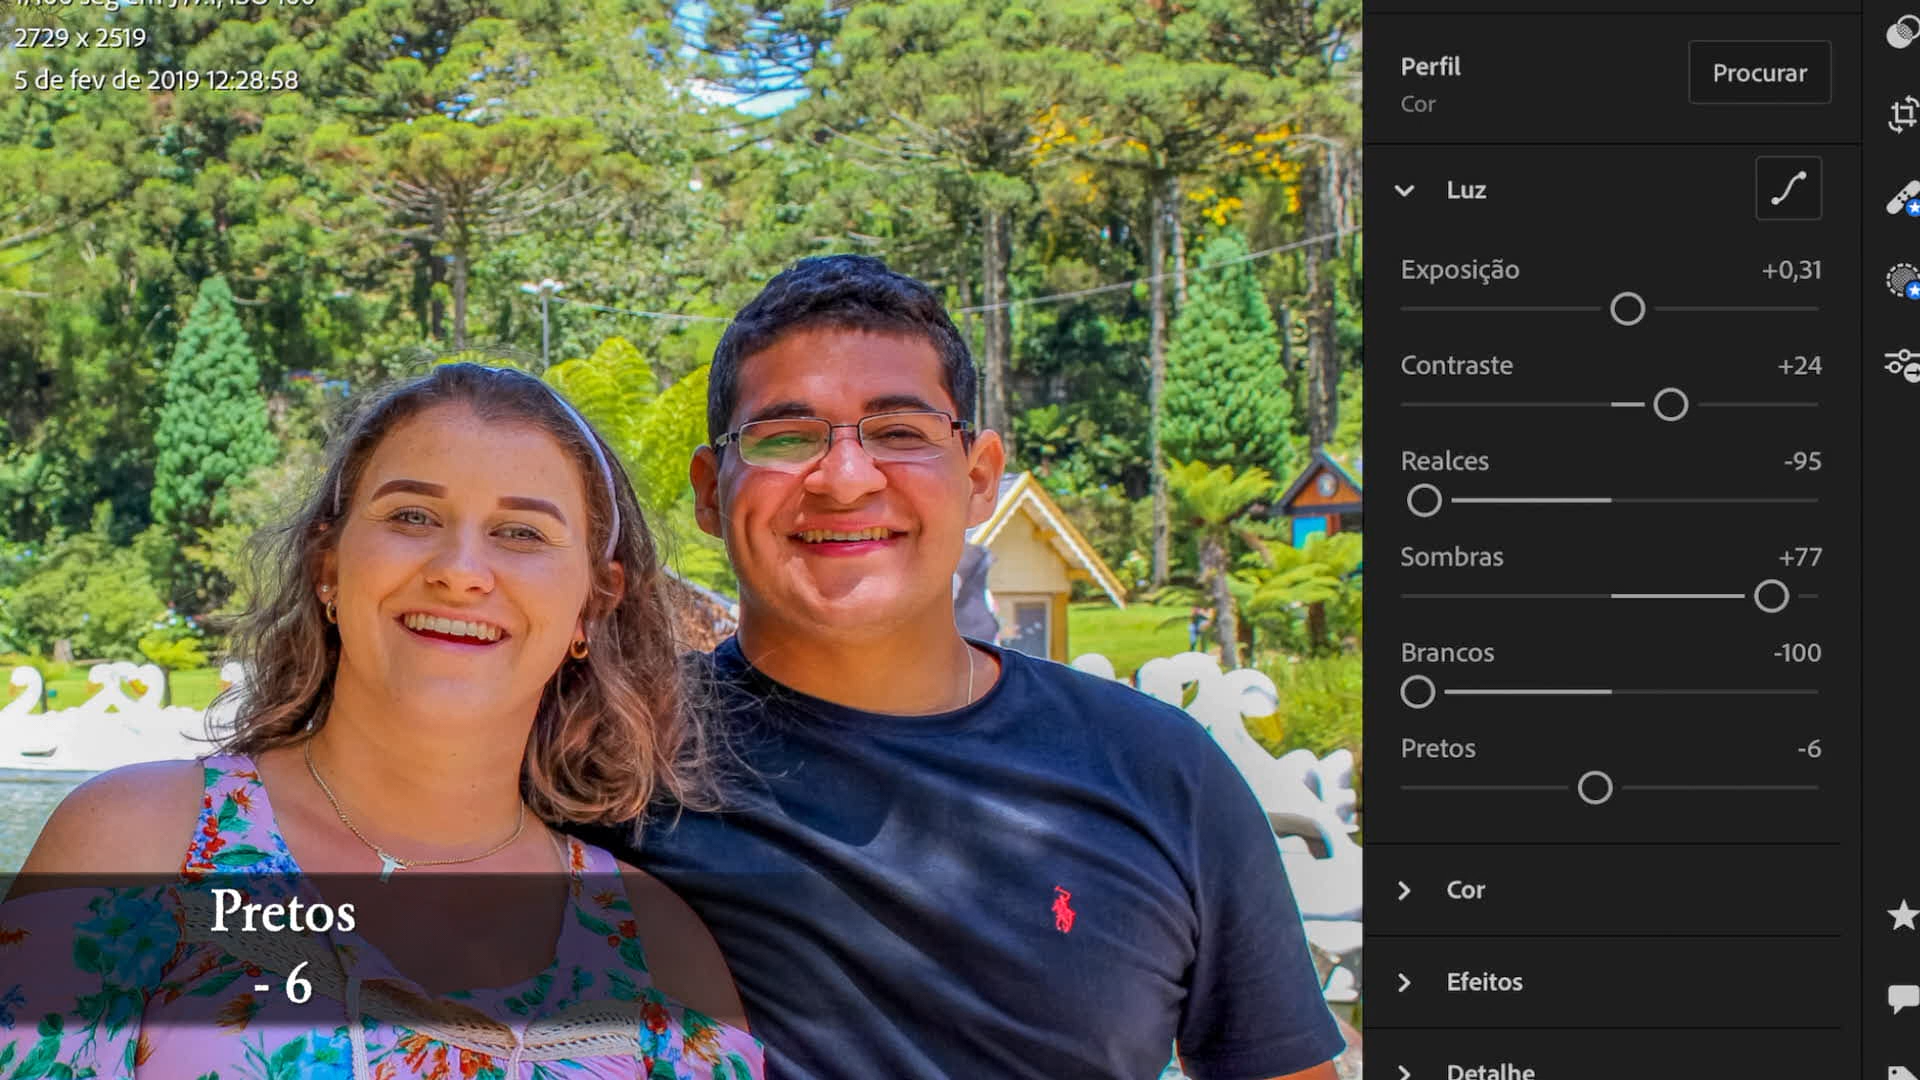 2729 x 2519
5 de fev de 2019 12:28:58
Perfil
Procurar
Cor
Luz
Exposição +0,31
Contraste +24
Realces -95
Sombras +77
Brancos -100
Pretos -6
Cor
Efeitos
Detalhe
Pretos
- 6